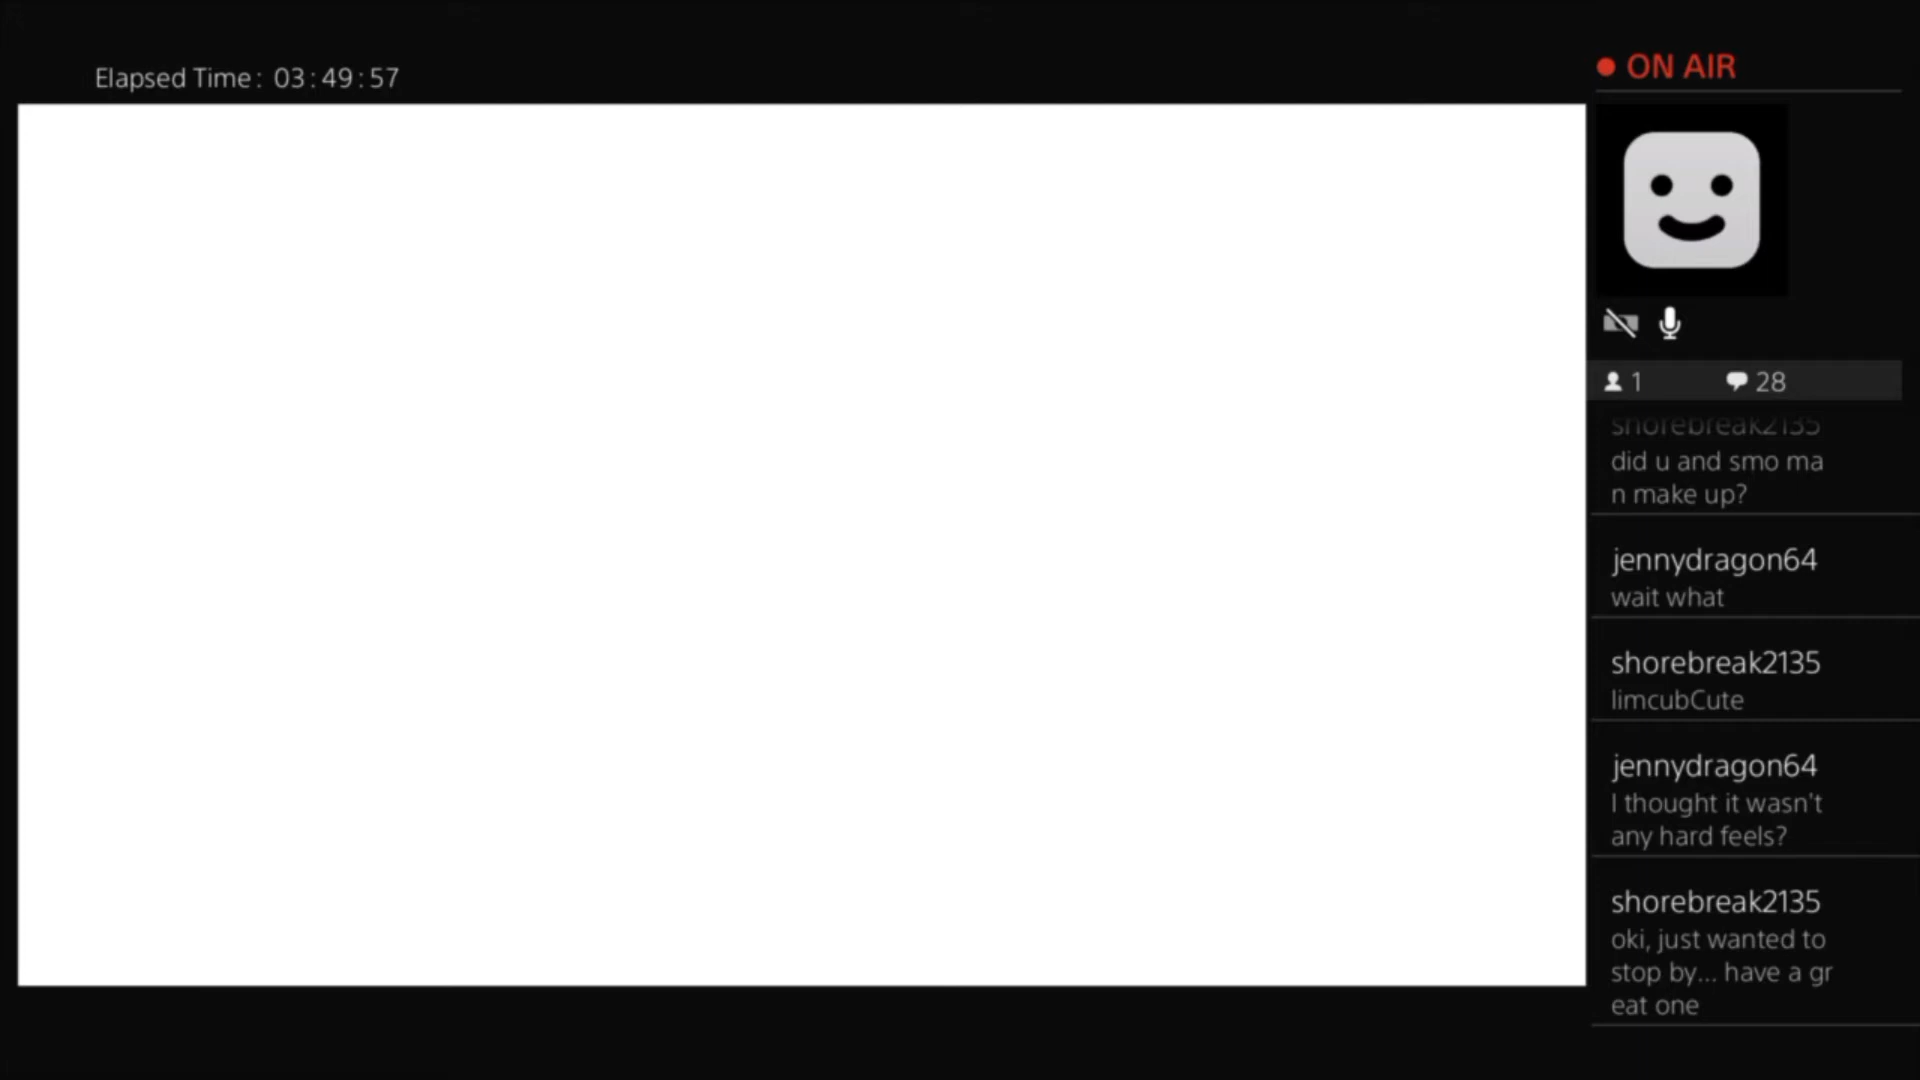 Elapsed Time: 03:49:57
ON AIR
1 28
shorebreak2135
did u and smo ma
n make up?
jennydragon64
wait what
shorebreak2135
limcubCute
jennydragon64
I thought it wasn't
any hard feels?
shorebreak2135
oki, just wanted to
stop by... have a gr
eat one